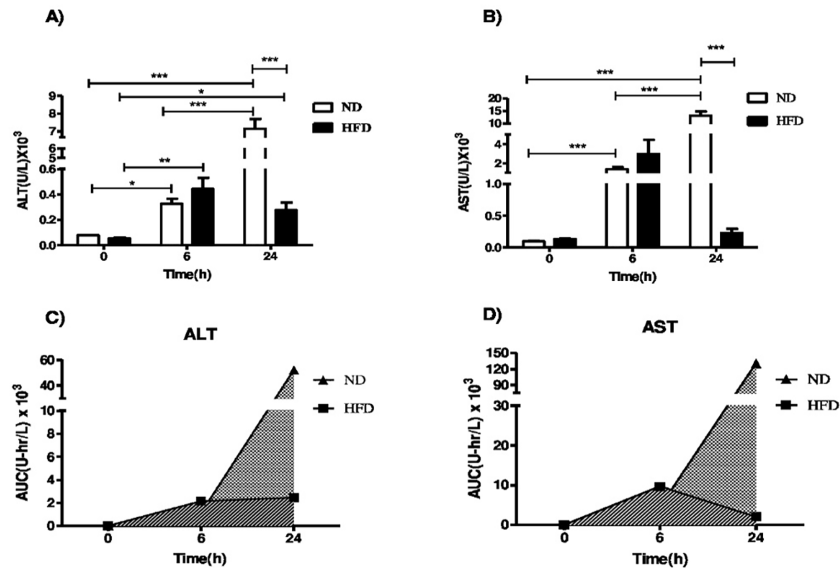 A)
***
***
*
***
**
*
9
8
7
6
5
0.6
0.4
0.2
0.0
ALT(U/L)X10³
0 6 24
Time(h)
ND
HFD
B)
***
***
***
***
20
15
10
5
4
2
1.0
0.5
0.0
AST(U/L)X10³
0 6 24
Time(h)
ND
HFD
C)
ALT
60
40
10
8
6
4
2
0
AUC(U-hr/L) x 10³
0 6 24
Time(h)
ND
HFD
D)
AST
150
120
90
30
20
10
0
AUC(U-hr/L) x 10³
0 6 24
Time(h)
ND
HFD